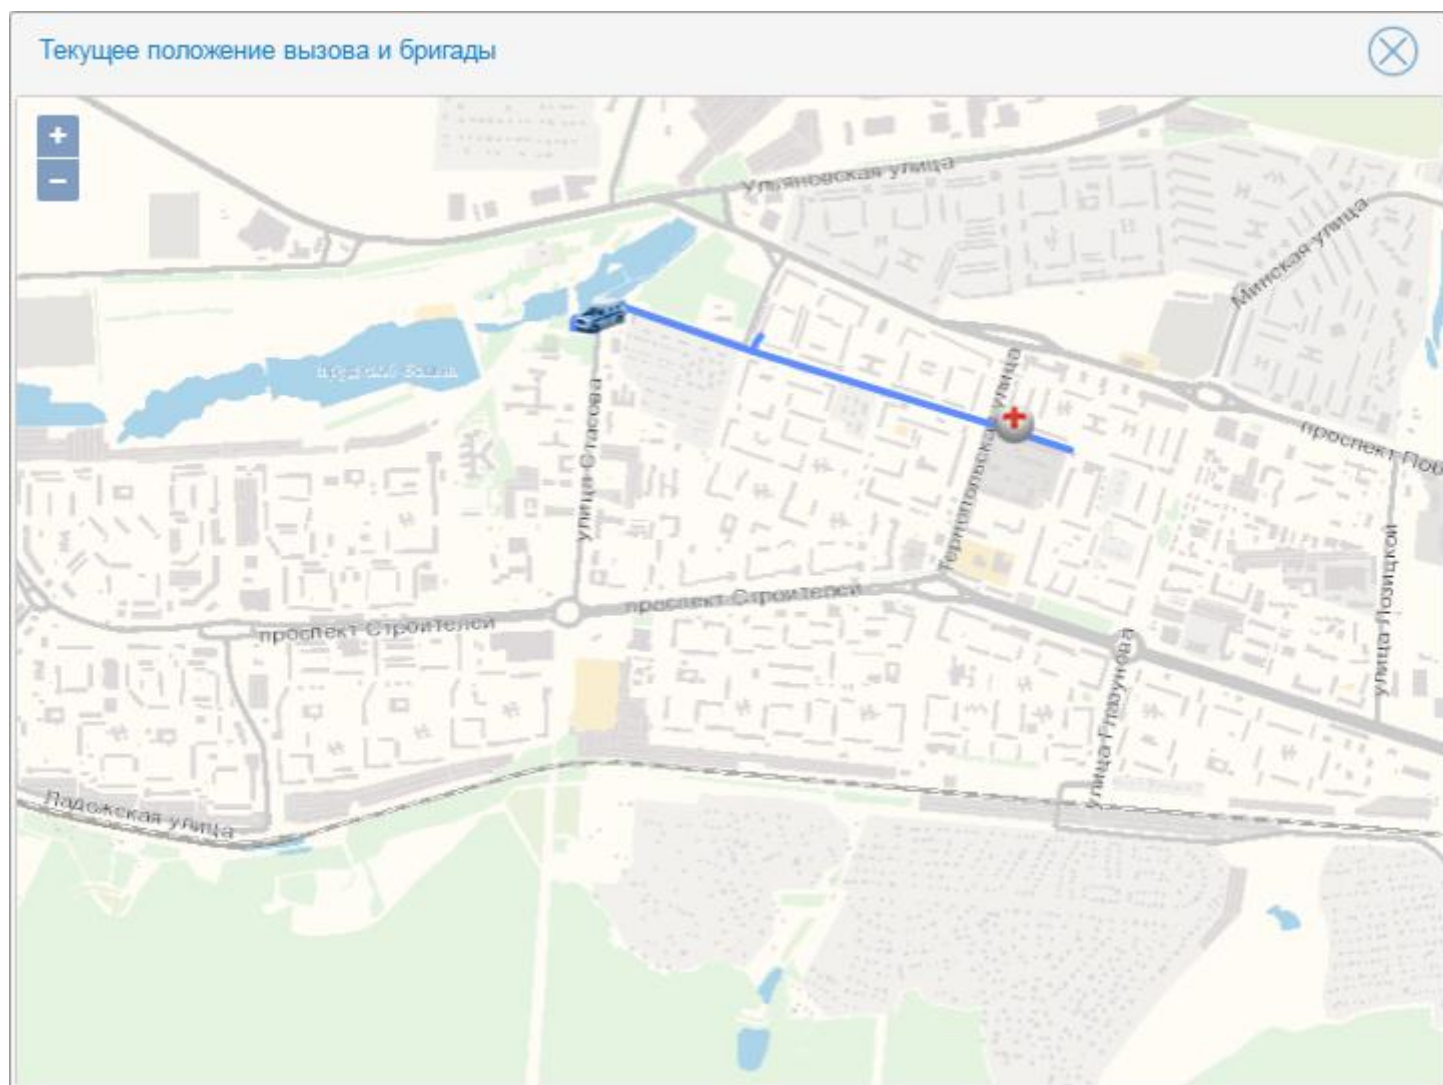 Текущее положение вызова и бригады
+
−
Ульяновская улица
Минская улица
улица Стасова
Тернопольская улица
проспект Поб
улица Лозицкой
проспект Строителей
проспект Строителей
улица Глазунова
Ладожская улица